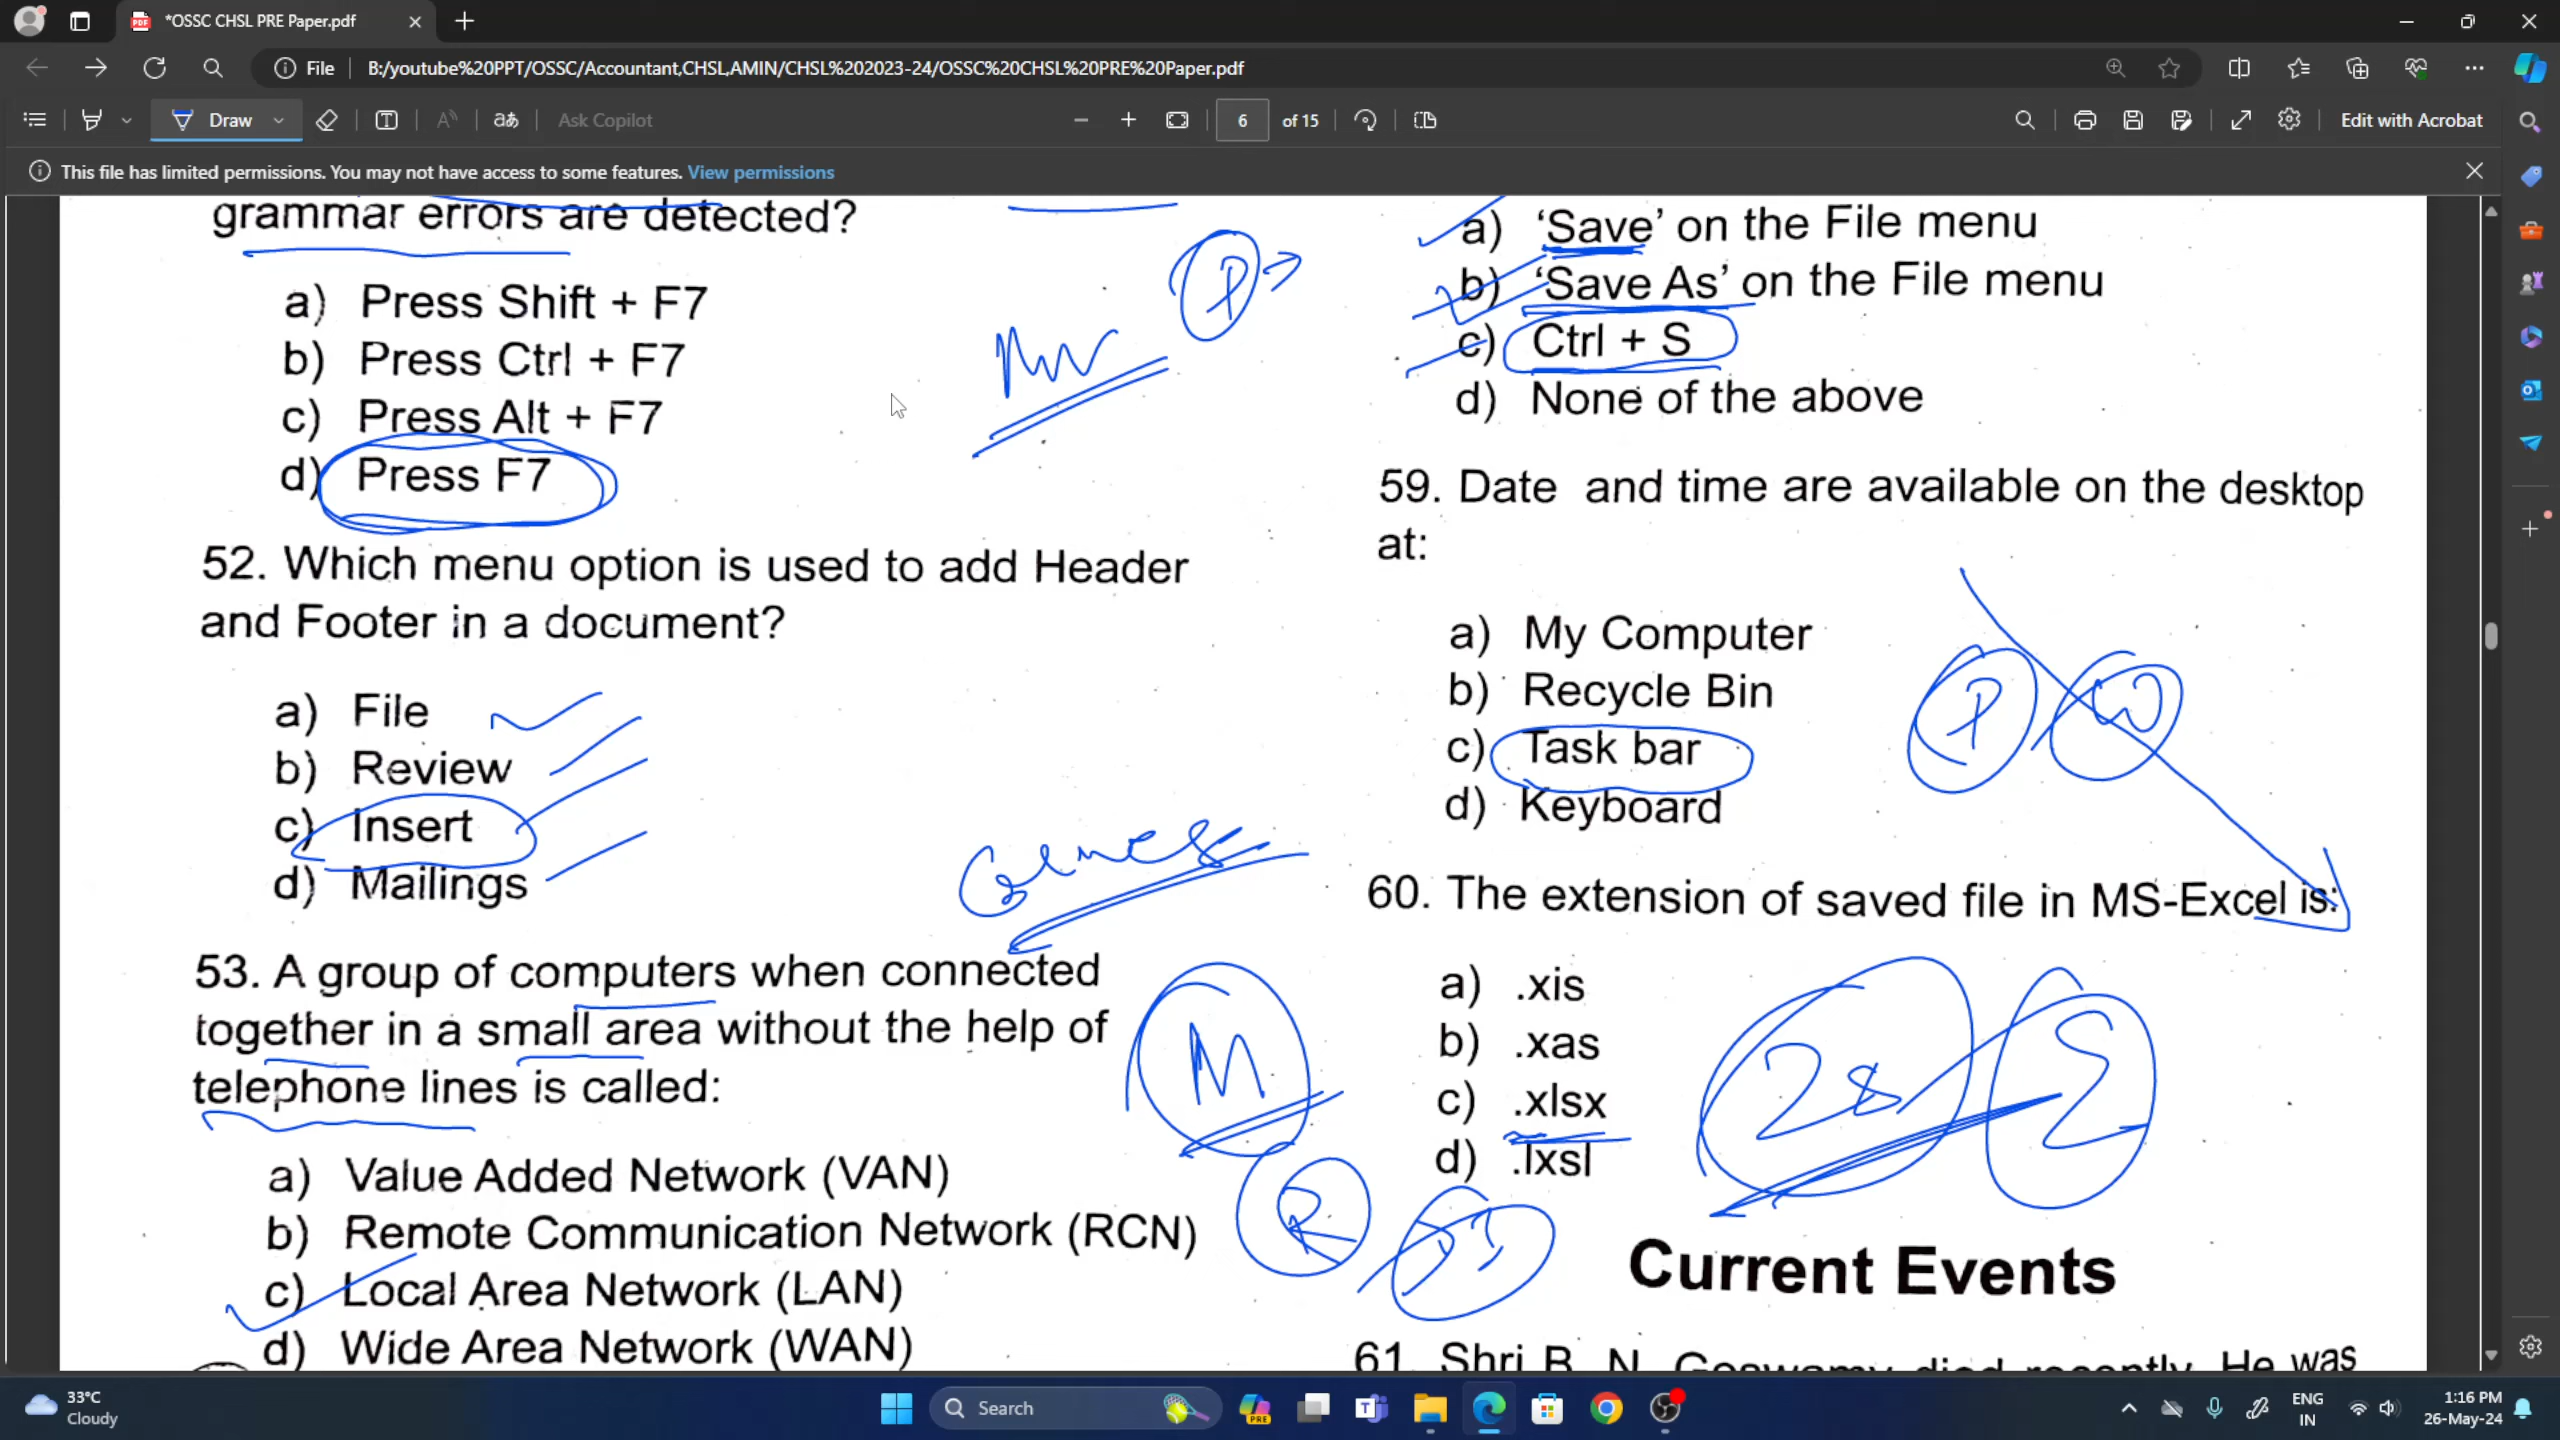 *OSSC CHSL PRE Paper.pdf
File
B:/youtube%20PPT/OSSC/Accountant,CHSL,AMIN/CHSL%202023-24/OSSC%20CHSL%20PRE%20Paper.pdf
Draw
Ask Copilot
6 of 15
Edit with Acrobat
This file has limited permissions. You may not have access to some features. View permissions
grammar errors are detected?
a) Press Shift + F7
b) Press Ctrl + F7
c) Press Alt + F7
d) Press F7
P
52. Which menu option is used to add Header
and Footer in a document?
a) File
b) Review
c) Insert
d) Mailings
53. A group of computers when connected
together in a small area without the help of
telephone lines is called:
M
R
a) Value Added Network (VAN)
b) Remote Communication Network (RCN)
c) Local Area Network (LAN)
d) Wide Area Network (WAN)
a) ‘Save’ on the File menu
b) ‘Save As’ on the File menu
c) Ctrl + S
d) None of the above
59. Date and time are available on the desktop
at:
a) My Computer
b) Recycle Bin
c) Task bar
d) Keyboard
P
W
60. The extension of saved file in MS-Excel is:
a) .xis
b) .xas
c) .xlsx
d) .lxsl
Current Events
61. Shri B. N. Goswamy died recently. He was
33°C
Cloudy
Search
PRE
ENG
IN
1:16 PM
26-May-24